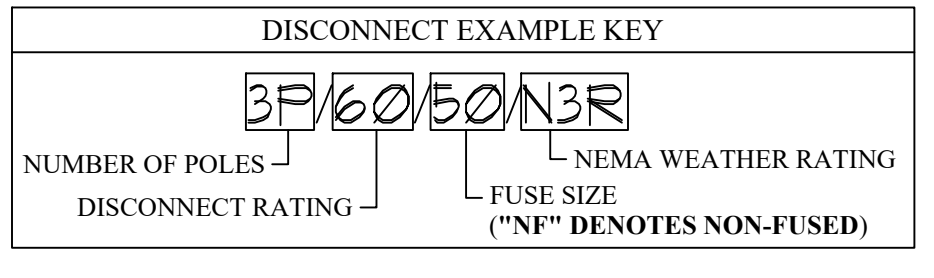 DISCONNECT EXAMPLE KEY
3P/60/50/N3R
NUMBER OF POLES
NEMA WEATHER RATING
DISCONNECT RATING
FUSE SIZE
("NF" DENOTES NON-FUSED)